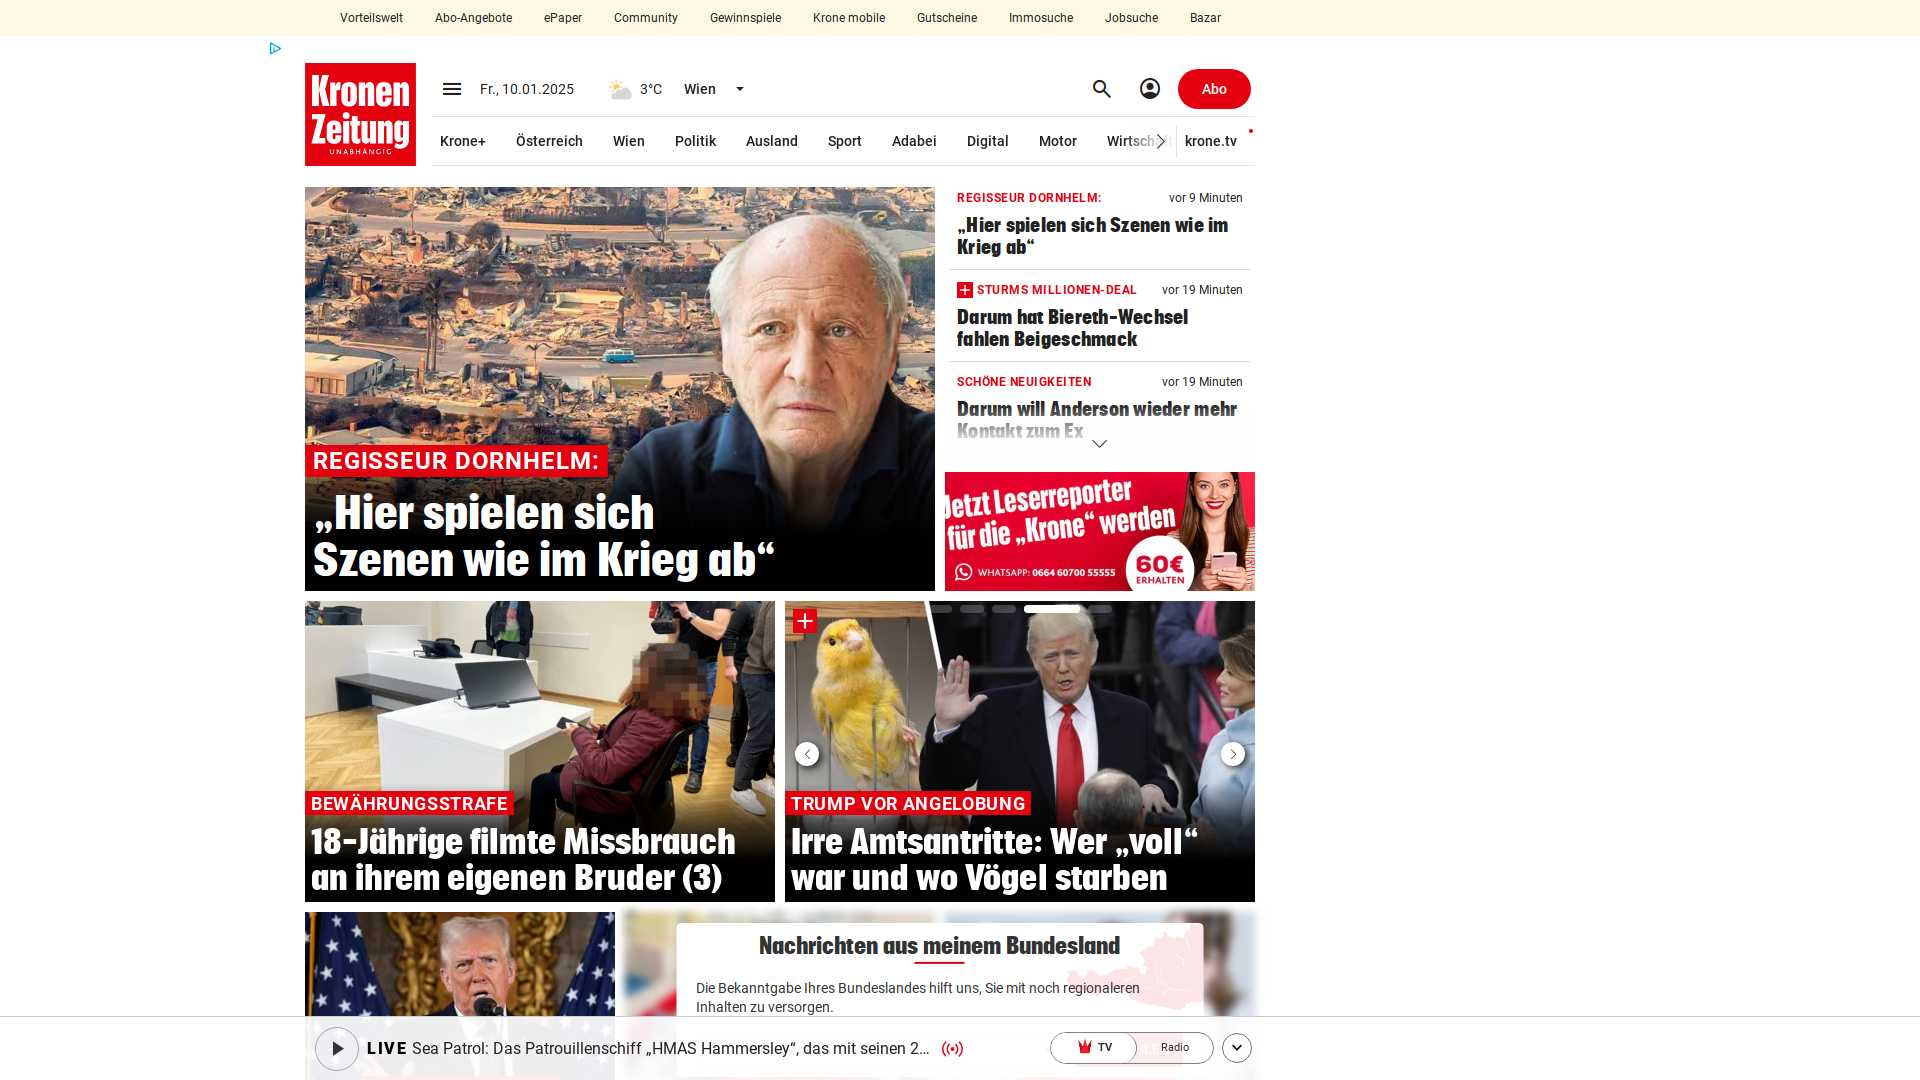 Vorteilswelt Abo-Angebote ePaper Community Gewinnspiele Krone mobile Gutscheine Immosuche Jobsuche Bazar
Kronen
Zeitung
UNABHÄNGIG
Fr., 10.01.2025 3°C Wien Abo
Krone+ Österreich Wien Politik Ausland Sport Adabei Digital Motor Wirtschaft krone.tv
REGISSEUR DORNHELM:
„Hier spielen sich
Szenen wie im Krieg ab“
REGISSEUR DORNHELM: vor 9 Minuten
„Hier spielen sich Szenen wie im
Krieg ab“
STURMS MILLIONEN-DEAL vor 19 Minuten
Darum hat Biereth-Wechsel
fahlen Beigeschmack
SCHÖNE NEUIGKEITEN vor 19 Minuten
Darum will Anderson wieder mehr
Kontakt zum Ex
Jetzt Leserreporter
für die „Krone“ werden
WHATSAPP: 0664 60700 55555
60€
ERHALTEN
BEWÄHRUNGSSTRAFE
18-Jährige filmte Missbrauch
an ihrem eigenen Bruder (3)
TRUMP VOR ANGELOBUNG
Irre Amtsantritte: Wer „voll“
war und wo Vögel starben
Nachrichten aus meinem Bundesland
Die Bekanntgabe Ihres Bundeslandes hilft uns, Sie mit noch regionaleren
Inhalten zu versorgen.
LIVE Sea Patrol: Das Patrouillenschiff „HMAS Hammersley“, das mit seinen 2... TV Radio